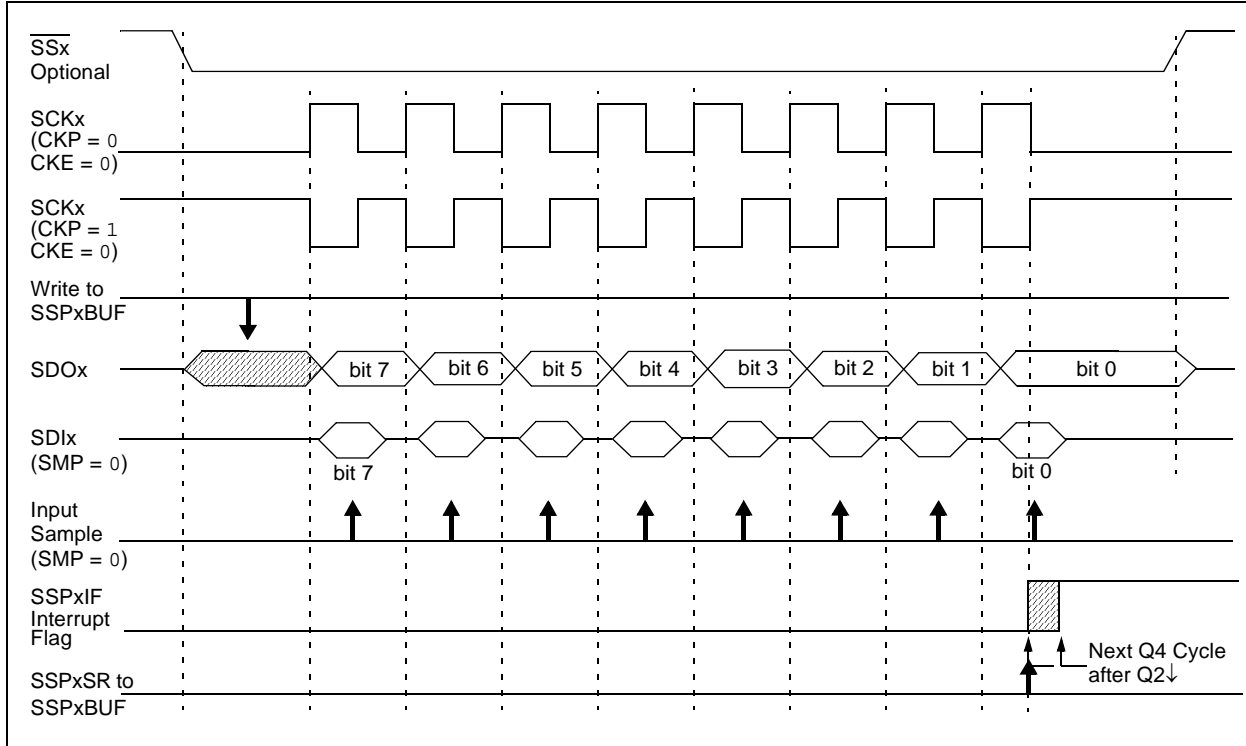 SSx
Optional
SCKx
(CKP = 0
CKE = 0)
SCKx
(CKP = 1
CKE = 0)
Write to
SSPxBUF
SDOx
bit 7
bit 6
bit 5
bit 4
bit 3
bit 2
bit 1
bit 0
SDIx
(SMP = 0)
bit 7
bit 0
Input
Sample
(SMP = 0)
SSPxIF
Interrupt
Flag
Next Q4 Cycle
after Q2↓
SSPxSR to
SSPxBUF